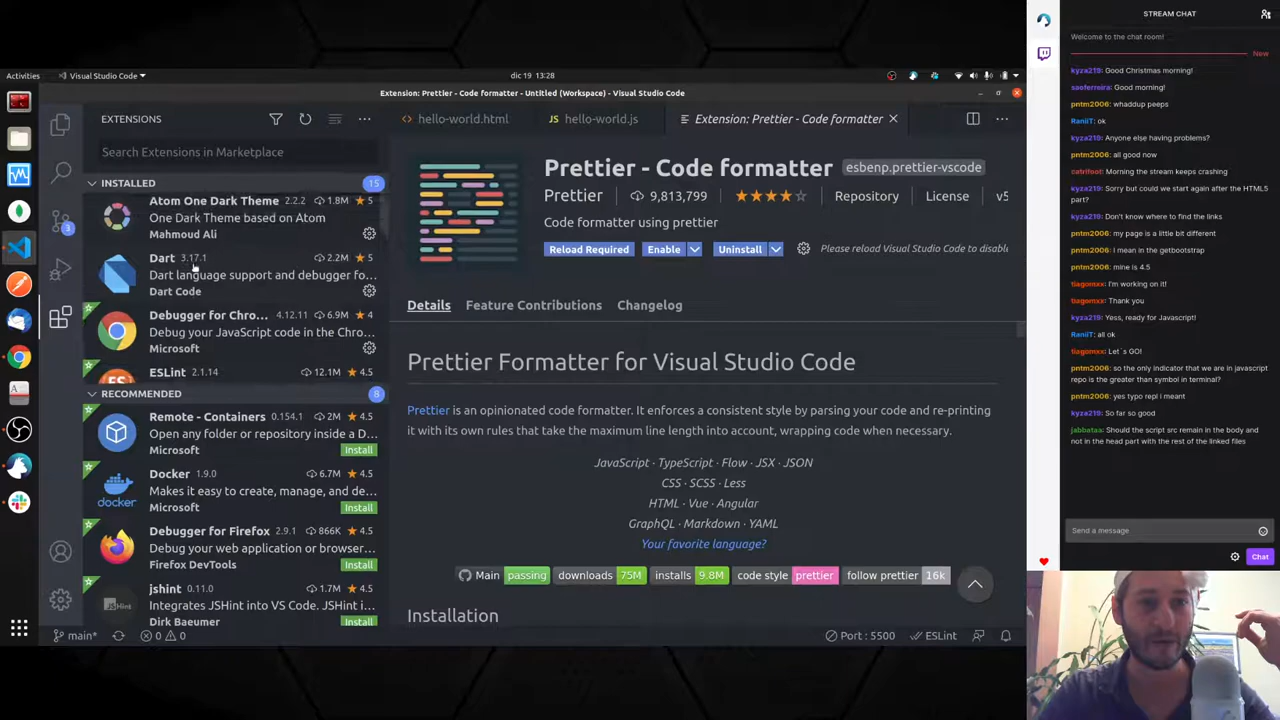 Activities
Visual Studio Code
dic 19 13:28
Extension: Prettier - Code formatter - Untitled (Workspace) - Visual Studio Code
EXTENSIONS
hello-world.html
JS hello-world.js
Extension: Prettier - Code formatter
Search Extensions in Marketplace
INSTALLED
15
Atom One Dark Theme 2.2.2 1.8M 5
One Dark Theme based on Atom
Mahmoud Ali
Dart 3.17.1 2.2M 5
Dart language support and debugger fo...
Dart Code
Debugger for Chro... 4.12.11 6.9M 4
Debug your JavaScript code in the Chro...
Microsoft
ESLint 2.1.14 12.1M 4.5
RECOMMENDED
8
Remote - Containers 0.154.1 2M 4.5
Open any folder or repository inside a D...
Microsoft
Install
Docker 1.9.0 6.7M 4.5
Makes it easy to create, manage, and de...
Microsoft
Install
Debugger for Firefox 2.9.1 866K 4.5
Debug your web application or browser...
Firefox DevTools
Install
jshint 0.11.0 1.7M 4.5
Integrates JSHint into VS Code. JSHint i...
Dirk Baeumer
Install
3
main*
0
0
Prettier - Code formatter
esbenp.prettier-vscode
Prettier
9,813,799
Repository
License
v5
Code formatter using prettier
Reload Required
Enable
Uninstall
Please reload Visual Studio Code to disable
Details
Feature Contributions
Changelog
Prettier Formatter for Visual Studio Code
Prettier is an opinionated code formatter. It enforces a consistent style by parsing your code and re-printing
it with its own rules that take the maximum line length into account, wrapping code when necessary.
JavaScript · TypeScript · Flow · JSX · JSON
CSS · SCSS · Less
HTML · Vue · Angular
GraphQL · Markdown · YAML
Your favorite language?
Main passing
downloads 75M
installs 9.8M
code style prettier
follow prettier 16k
Installation
Port : 5500
ESLint
STREAM CHAT
Welcome to the chat room!
New
kyza219: Good Christmas morning!
saoferreira: Good morning!
pntm2006: whaddup peeps
RaniiT: ok
kyza219: Anyone else having problems?
pntm2006: all good now
catrifoot: Morning the stream keeps crashing
kyza219: Sorry but could we start again after the HTML5
part?
kyza219: Don't know where to find the links
pntm2006: my page is a little bit different
pntm2006: I mean in the getbootstrap
pntm2006: mine is 4.5
tiagomxx: I'm working on it!
tiagomxx: Thank you
kyza219: Yess, ready for Javascript!
RaniiT: all ok
tiagomxx: Let´s GO!
pntm2006: so the only indicator that we are in javascript
repo is the greater than symbol in terminal?
pntm2006: yes typo repl i meant
kyza219: So far so good
jabbataa: Should the script src remain in the body and
not in the head part with the rest of the linked files
Send a message
Chat